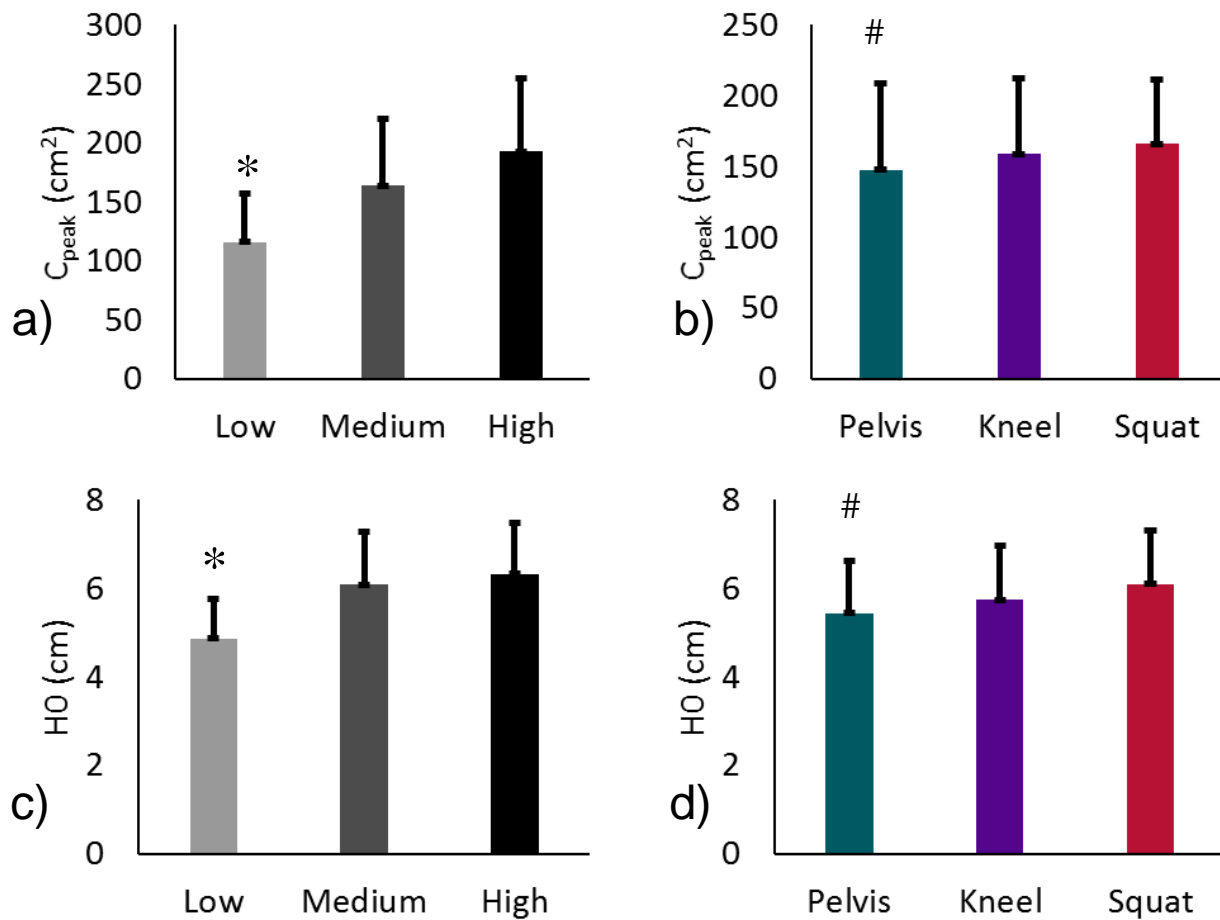 a)
C_peak (cm²)
300
250
200
150
100
50
0
*
Low Medium High
b)
C_peak (cm²)
250
200
150
100
50
0
#
Pelvis Kneel Squat
c)
H0 (cm)
8
6
4
2
0
*
Low Medium High
d)
H0 (cm)
8
6
4
2
0
#
Pelvis Kneel Squat